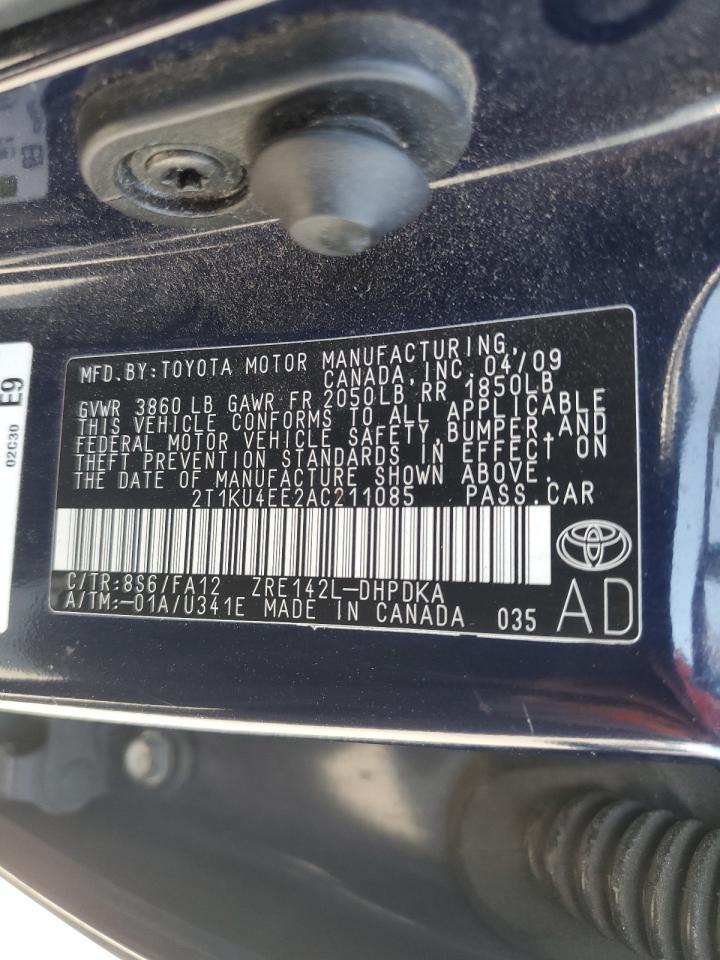 MFD.BY:TOYOTA MOTOR MANUFACTURING,
CANADA,INC. 04/09
GVWR 3860 LB GAWR FR 2050LB RR 1850LB
THIS VEHICLE CONFORMS TO ALL APPLICABLE
FEDERAL MOTOR VEHICLE SAFETY,BUMPER,AND
THEFT PREVENTION STANDARDS IN EFFECT ON
THE DATE OF MANUFACTURE SHOWN ABOVE.
2T1KU4EE2AC211085 PASS.CAR
C/TR:8S6/FA12 ZRE142L-DHPDKA
A/TM:-01A/U341E MADE IN CANADA 035
AD
E9
02C30